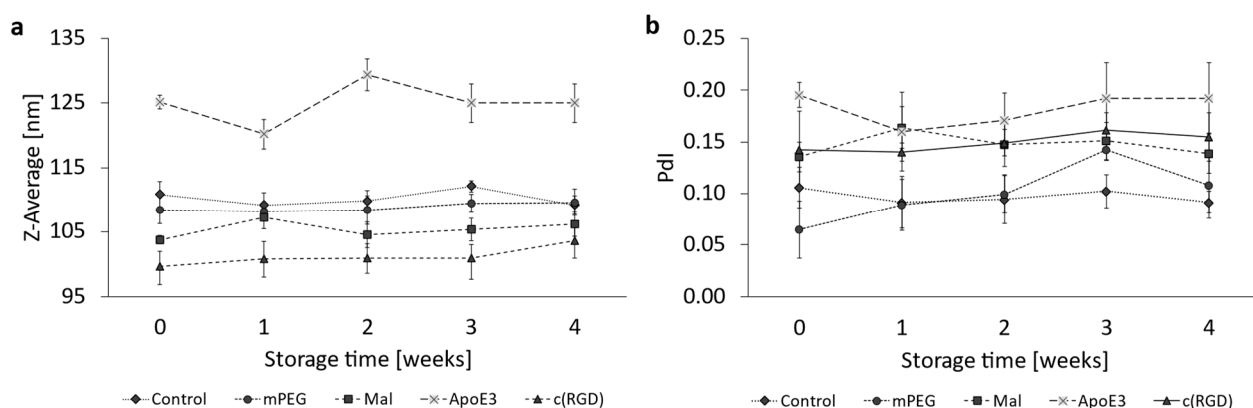 a
Z-Average [nm]
135
125
115
105
95
0 1 2 3 4
Storage time [weeks]
Control mPEG Mal ApoE3 c(RGD)
b
PdI
0.25
0.20
0.15
0.10
0.05
0.00
0 1 2 3 4
Storage time [weeks]
Control mPEG Mal ApoE3 c(RGD)